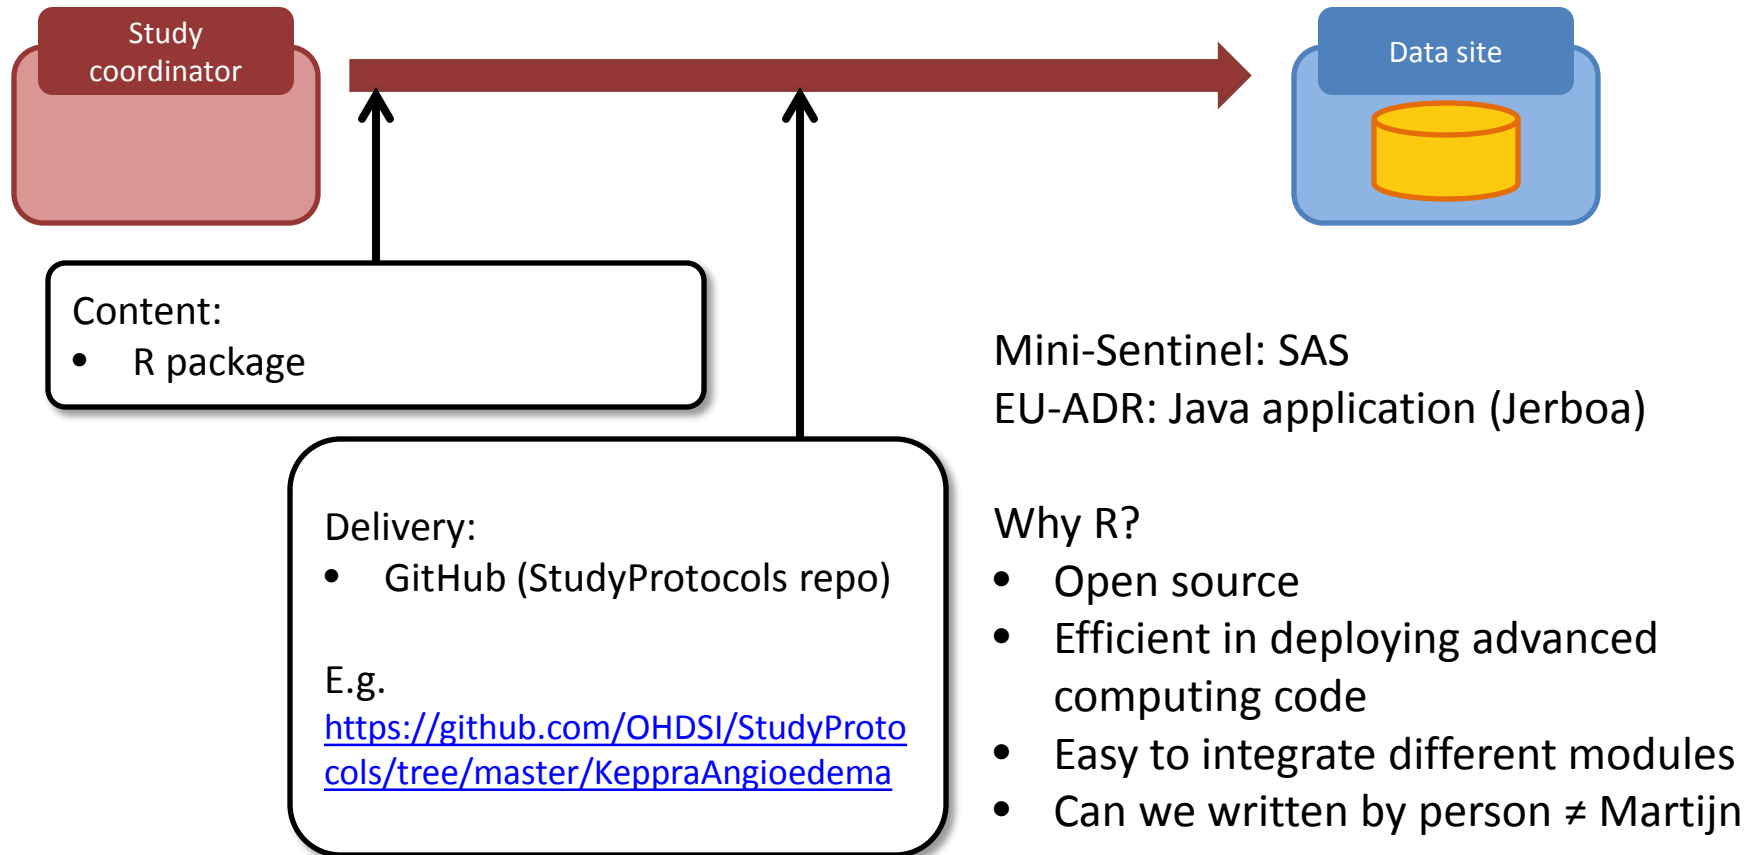 Study
coordinator
Data site
Content:
• R package
Delivery:
• GitHub (StudyProtocols repo)
E.g.
https://github.com/OHDSI/StudyProto
cols/tree/master/KeppraAngioedema
Mini-Sentinel: SAS
EU-ADR: Java application (Jerboa)
Why R?
• Open source
• Efficient in deploying advanced
computing code
• Easy to integrate different modules
• Can we written by person ≠ Martijn